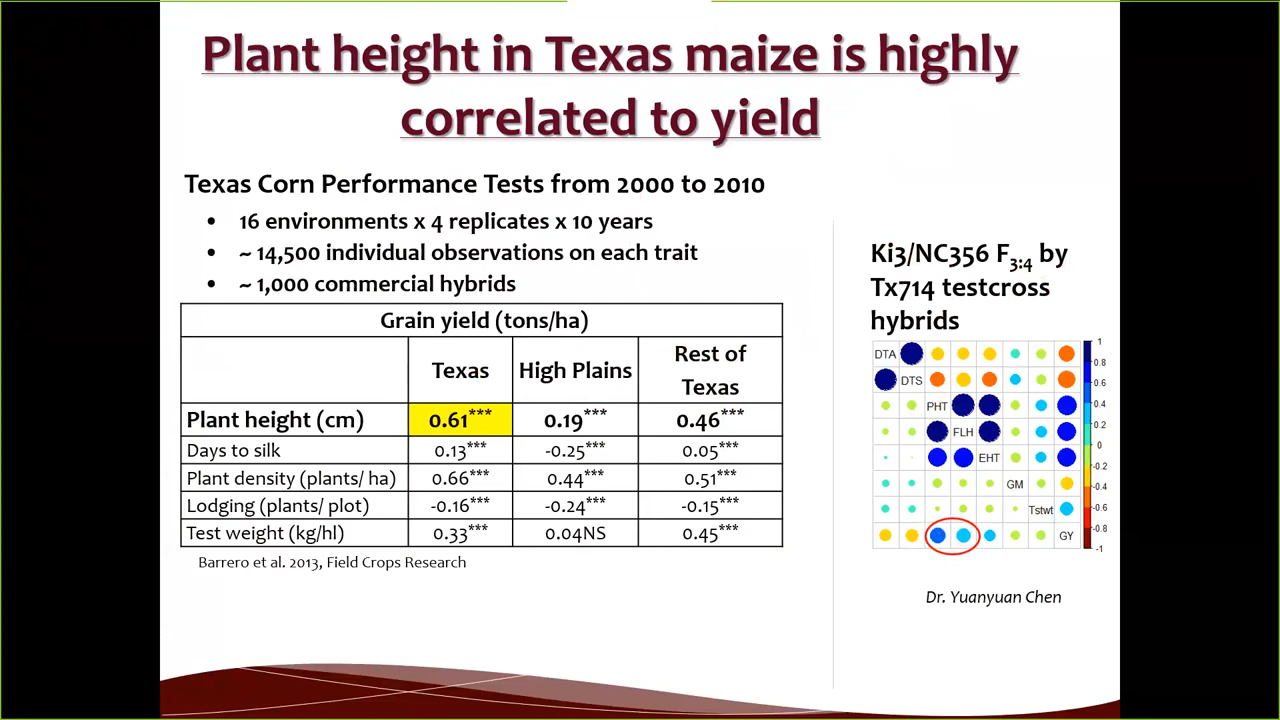 Plant height in Texas maize is highly
correlated to yield
Texas Corn Performance Tests from 2000 to 2010
• 16 environments x 4 replicates x 10 years
• ~ 14,500 individual observations on each trait
• ~ 1,000 commercial hybrids
Grain yield (tons/ha)
Texas High Plains Rest of Texas
Plant height (cm) 0.61*** 0.19*** 0.46***
Days to silk 0.13*** -0.25*** 0.05***
Plant density (plants/ ha) 0.66*** 0.44*** 0.51***
Lodging (plants/ plot) -0.16*** -0.24*** -0.15***
Test weight (kg/hl) 0.33*** 0.04NS 0.45***
Barrero et al. 2013, Field Crops Research
Ki3/NC356 F3:4 by
Tx714 testcross
hybrids
DTA
DTS
PHT
FLH
EHT
GM
Tstwt
GY
1
0.8
0.6
0.4
0.2
0
-0.2
-0.4
-0.6
-0.8
-1
Dr. Yuanyuan Chen